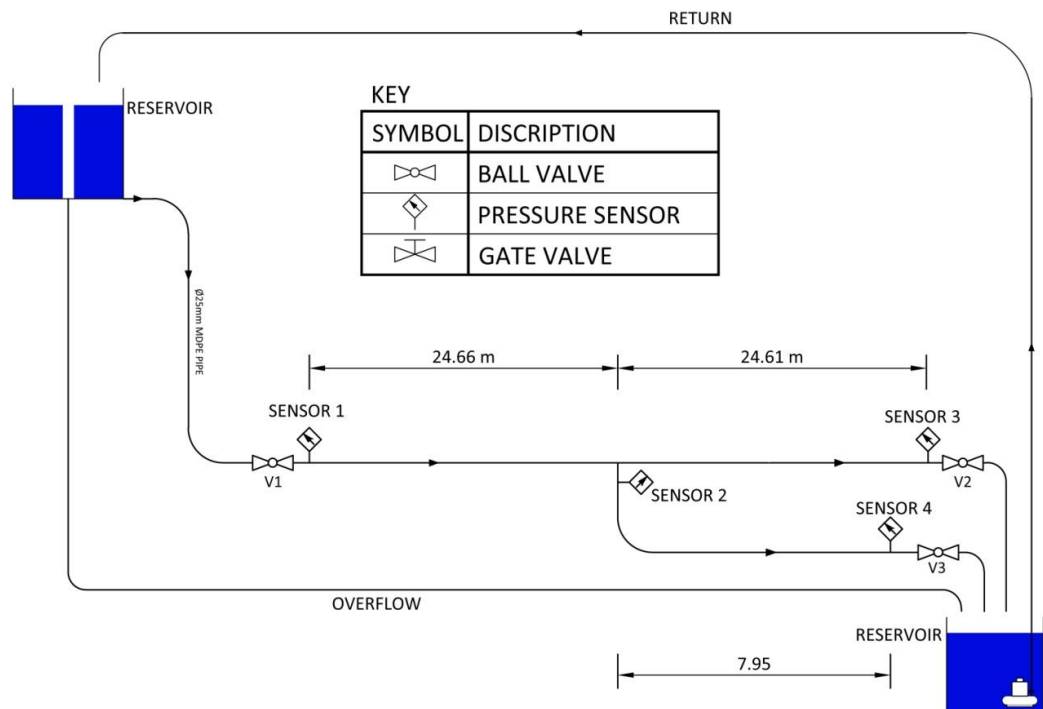 RETURN
RESERVOIR
KEY
SYMBOL DISCRIPTION
BALL VALVE
PRESSURE SENSOR
GATE VALVE
Ø25mm MDPE PIPE
24.66 m
24.61 m
SENSOR 1
SENSOR 3
V1
SENSOR 2
V2
SENSOR 4
V3
OVERFLOW
RESERVOIR
7.95